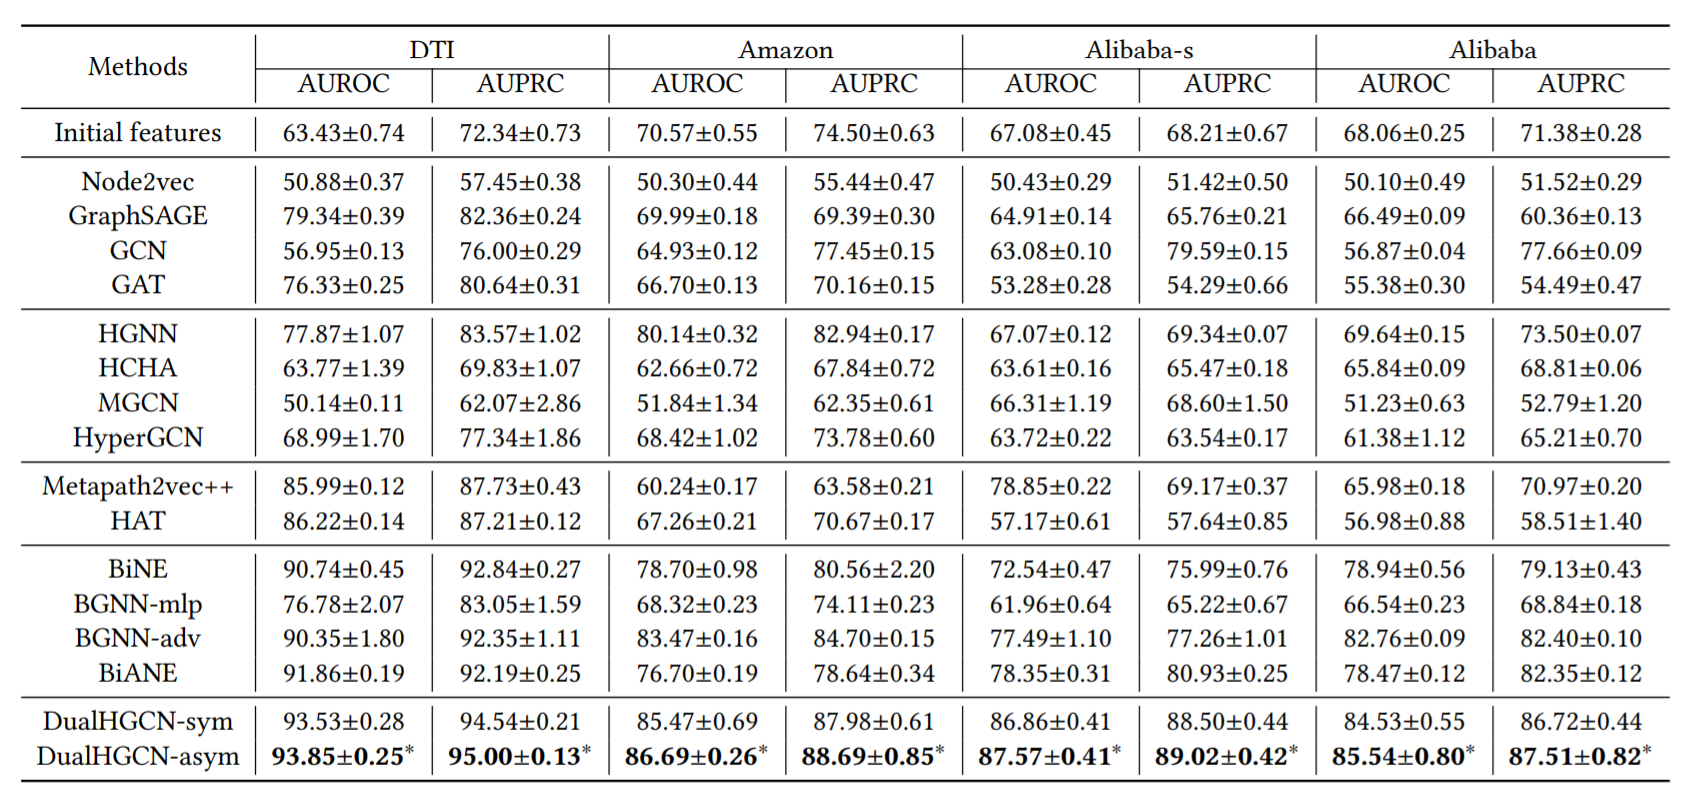 Methods DTI Amazon Alibaba-s Alibaba
AUROC AUPRC AUROC AUPRC AUROC AUPRC AUROC AUPRC
Initial features 63.43±0.74 72.34±0.73 70.57±0.55 74.50±0.63 67.08±0.45 68.21±0.67 68.06±0.25 71.38±0.28
Node2vec 50.88±0.37 57.45±0.38 50.30±0.44 55.44±0.47 50.43±0.29 51.42±0.50 50.10±0.49 51.52±0.29
GraphSAGE 79.34±0.39 82.36±0.24 69.99±0.18 69.39±0.30 64.91±0.14 65.76±0.21 66.49±0.09 60.36±0.13
GCN 56.95±0.13 76.00±0.29 64.93±0.12 77.45±0.15 63.08±0.10 79.59±0.15 56.87±0.04 77.66±0.09
GAT 76.33±0.25 80.64±0.31 66.70±0.13 70.16±0.15 53.28±0.28 54.29±0.66 55.38±0.30 54.49±0.47
HGNN 77.87±1.07 83.57±1.02 80.14±0.32 82.94±0.17 67.07±0.12 69.34±0.07 69.64±0.15 73.50±0.07
HCHA 63.77±1.39 69.83±1.07 62.66±0.72 67.84±0.72 63.61±0.16 65.47±0.18 65.84±0.09 68.81±0.06
MGCN 50.14±0.11 62.07±2.86 51.84±1.34 62.35±0.61 66.31±1.19 68.60±1.50 51.23±0.63 52.79±1.20
HyperGCN 68.99±1.70 77.34±1.86 68.42±1.02 73.78±0.60 63.72±0.22 63.54±0.17 61.38±1.12 65.21±0.70
Metapath2vec++ 85.99±0.12 87.73±0.43 60.24±0.17 63.58±0.21 78.85±0.22 69.17±0.37 65.98±0.18 70.97±0.20
HAT 86.22±0.14 87.21±0.12 67.26±0.21 70.67±0.17 57.17±0.61 57.64±0.85 56.98±0.88 58.51±1.40
BiNE 90.74±0.45 92.84±0.27 78.70±0.98 80.56±2.20 72.54±0.47 75.99±0.76 78.94±0.56 79.13±0.43
BGNN-mlp 76.78±2.07 83.05±1.59 68.32±0.23 74.11±0.23 61.96±0.64 65.22±0.67 66.54±0.23 68.84±0.18
BGNN-adv 90.35±1.80 92.35±1.11 83.47±0.16 84.70±0.15 77.49±1.10 77.26±1.01 82.76±0.09 82.40±0.10
BiANE 91.86±0.19 92.19±0.25 76.70±0.19 78.64±0.34 78.35±0.31 80.93±0.25 78.47±0.12 82.35±0.12
DualHGCN-sym 93.53±0.28 94.54±0.21 85.47±0.69 87.98±0.61 86.86±0.41 88.50±0.44 84.53±0.55 86.72±0.44
DualHGCN-asym 93.85±0.25* 95.00±0.13* 86.69±0.26* 88.69±0.85* 87.57±0.41* 89.02±0.42* 85.54±0.80* 87.51±0.82*